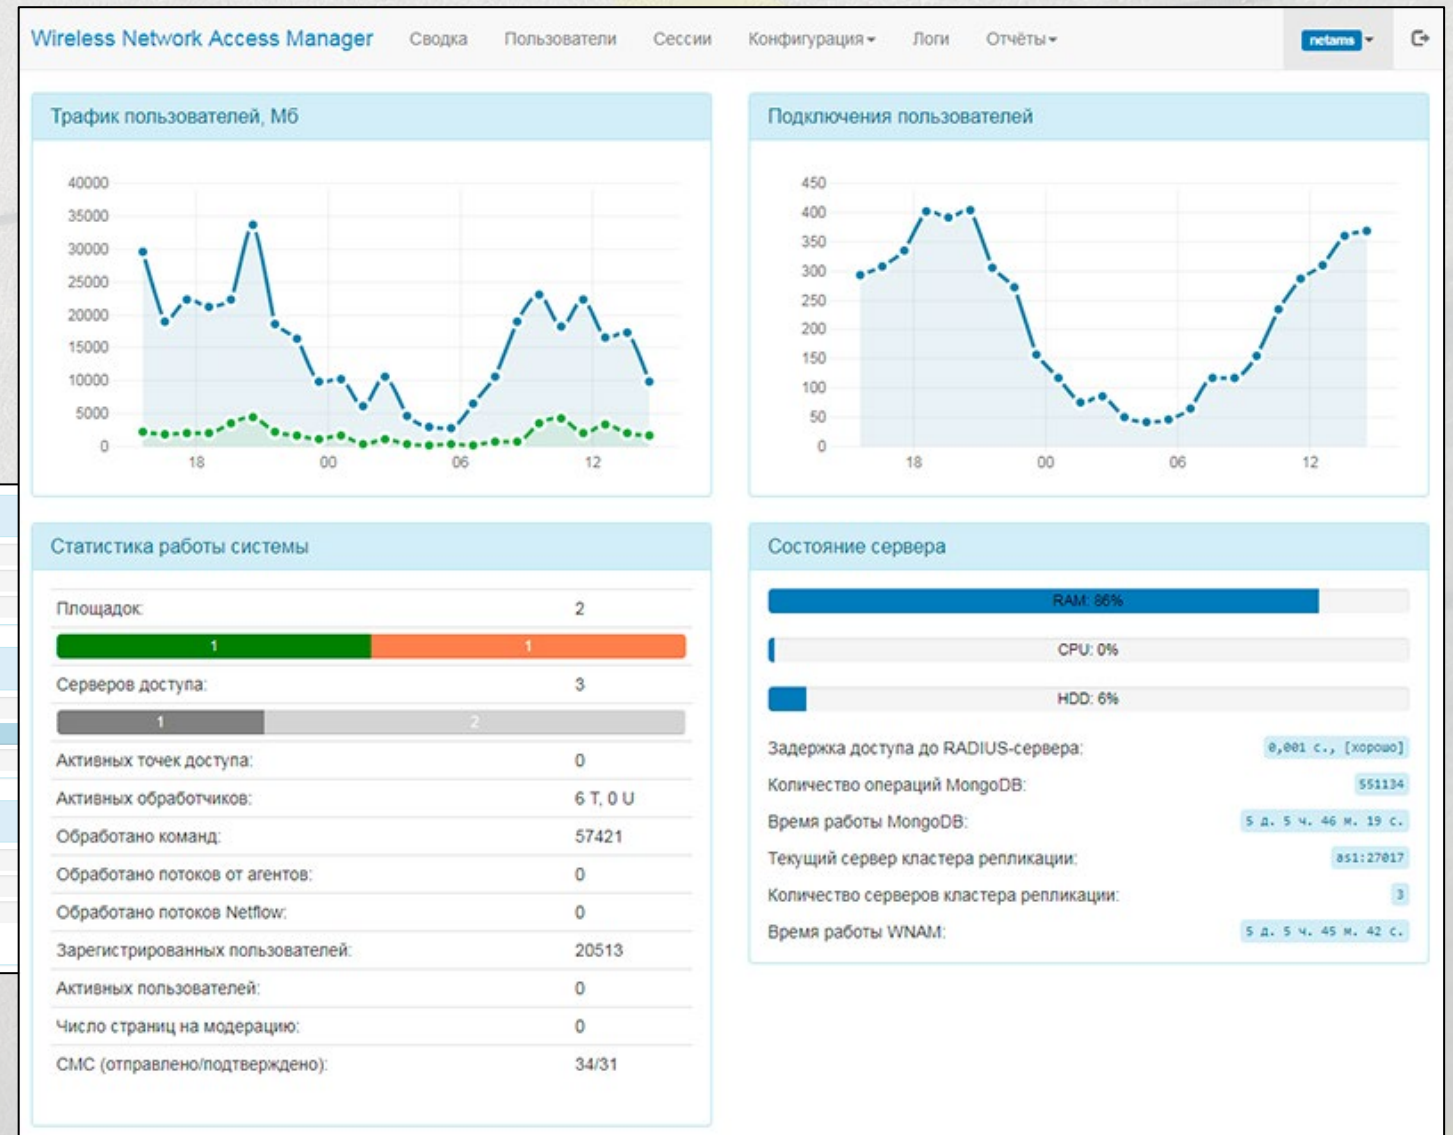 Wireless Network Access Manager Сводка Пользователи Сессии Конфигурация Логи Отчёты netams
Трафик пользователей, Мб
40000
35000
30000
25000
20000
15000
10000
5000
0
18 00 06 12
Подключения пользователей
450
400
350
300
250
200
150
100
50
0
18 00 06 12
Статистика работы системы
Площадок: 2
1 1
Серверов доступа: 3
1 2
Активных точек доступа: 0
Активных обработчиков: 6 T, 0 U
Обработано команд: 57421
Обработано потоков от агентов: 0
Обработано потоков Netflow: 0
Зарегистрированных пользователей: 20513
Активных пользователей: 0
Число страниц на модерацию: 0
СМС (отправлено/подтверждено): 34/31
Состояние сервера
RAM: 86%
CPU: 0%
HDD: 6%
Задержка доступа до RADIUS-сервера: 0,001 с., [хорошо]
Количество операций MongoDB: 551134
Время работы MongoDB: 5 д. 5 ч. 46 м. 19 с.
Текущий сервер кластера репликации: as1:27017
Количество серверов кластера репликации: 3
Время работы WNAM: 5 д. 5 ч. 45 м. 42 с.